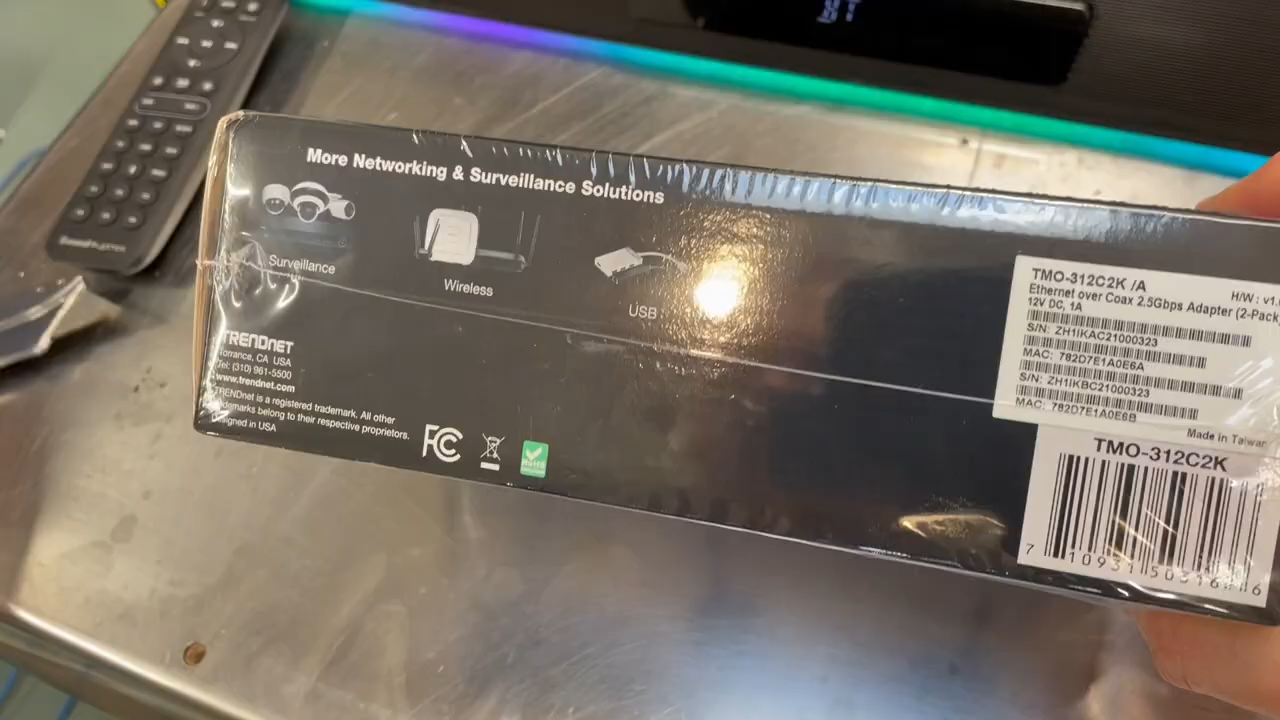 More Networking & Surveillance Solutions
Surveillance
Wireless
USB
TRENDNET
Torrance, CA USA
Tel: (310) 961-5500
www.trendnet.com
TRENDnet is a registered trademark. All other
trademarks belong to their respective proprietors.
Designed in USA
FC
RoHS
TMO-312C2K /A
H/W : v1.
Ethernet over Coax 2.5Gbps Adapter (2-Pack
12V DC, 1A
S/N: ZH1IKAC21000323
MAC: 782D7E1A0E6A
S/N: ZH1IKBC21000323
MAC: 782D7E1A0E6B
Made in Taiwan
TMO-312C2K